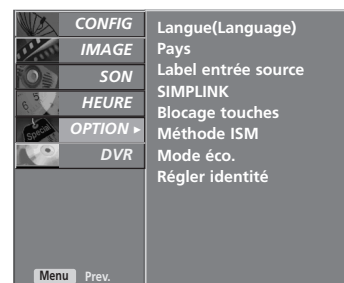 CONFIG
IMAGE
SON
HEURE
OPTION ►
DVR
Langue(Language)
Pays
Label entrée source
SIMPLINK
Blocage touches
Méthode ISM
Mode éco.
Régler identité
Menu Prev.